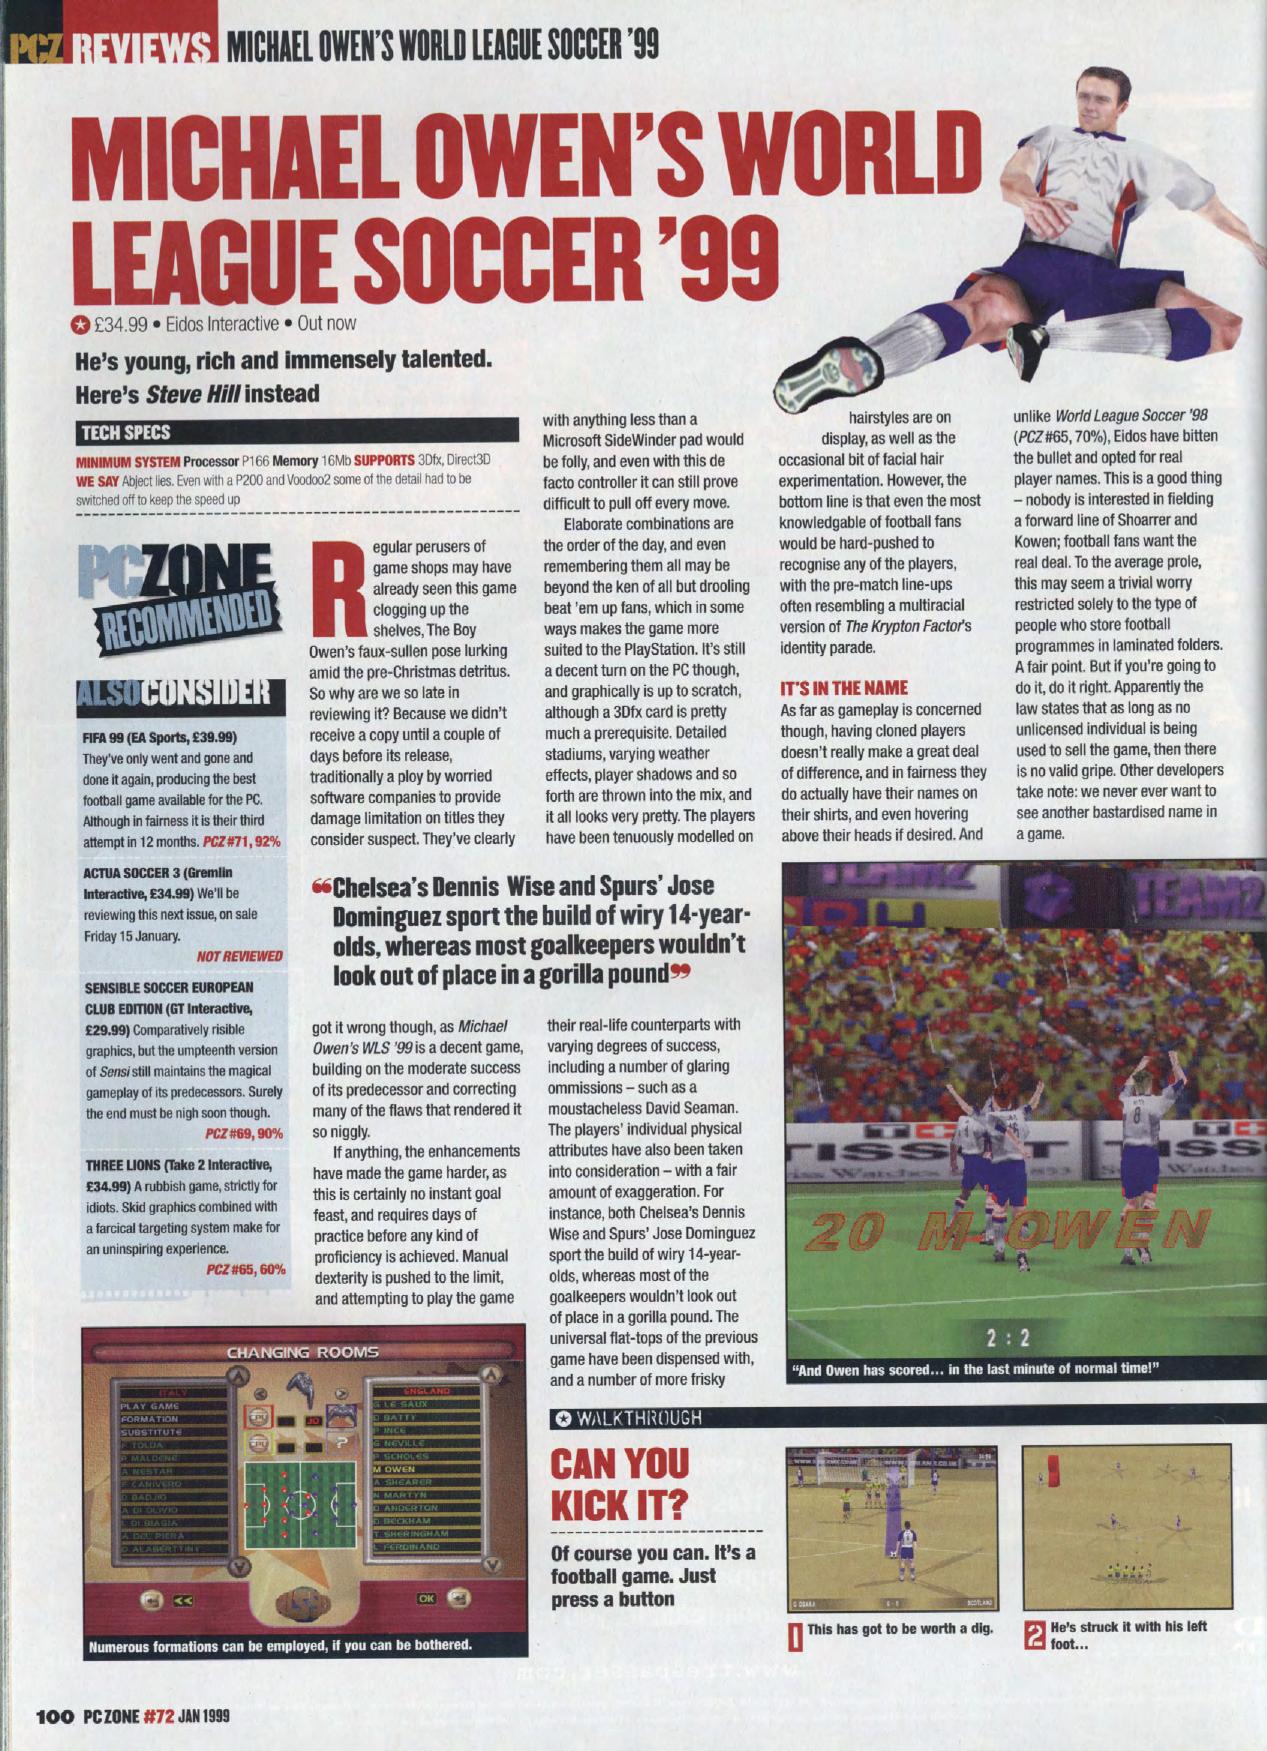 PCZ REVIEWS MICHAEL OWEN'S WORLD LEAGUE SOCCER '99
MICHAEL OWEN'S WORLD
LEAGUE SOCCER '99
£34.99 • Eidos Interactive • Out now
He's young, rich and immensely talented.
Here's Steve Hill instead
TECH SPECS
MINIMUM SYSTEM Processor P166 Memory 16Mb SUPPORTS 3Dfx, Direct3D
WE SAY Abject lies. Even with a P200 and Voodoo2 some of the detail had to be
switched off to keep the speed up
PCZONE
RECOMMENDED
ALSO CONSIDER
FIFA 99 (EA Sports, £39.99)
They've only went and gone and
done it again, producing the best
football game available for the PC.
Although in fairness it is their third
attempt in 12 months. PCZ #71, 92%
ACTUA SOCCER 3 (Gremlin
Interactive, £34.99) We'll be
reviewing this next issue, on sale
Friday 15 January.
NOT REVIEWED
SENSIBLE SOCCER EUROPEAN
CLUB EDITION (GT Interactive,
£29.99) Comparatively risible
graphics, but the umpteenth version
of Sensi still maintains the magical
gameplay of its predecessors. Surely
the end must be nigh soon though.
PCZ #69, 90%
THREE LIONS (Take 2 Interactive,
£34.99) A rubbish game, strictly for
idiots. Skid graphics combined with
a farcical targeting system make for
an uninspiring experience.
PCZ #65, 60%
Regular perusers of
game shops may have
already seen this game
clogging up the
shelves, The Boy
Owen's faux-sullen pose lurking
amid the pre-Christmas detritus.
So why are we so late in
reviewing it? Because we didn't
receive a copy until a couple of
days before its release,
traditionally a ploy by worried
software companies to provide
damage limitation on titles they
consider suspect. They've clearly
“Chelsea's Dennis Wise and Spurs' Jose
Dominguez sport the build of wiry 14-year-
olds, whereas most goalkeepers wouldn't
look out of place in a gorilla pound”
got it wrong though, as Michael
Owen's WLS '99 is a decent game,
building on the moderate success
of its predecessor and correcting
many of the flaws that rendered it
so niggly.
If anything, the enhancements
have made the game harder, as
this is certainly no instant goal
feast, and requires days of
practice before any kind of
proficiency is achieved. Manual
dexterity is pushed to the limit,
and attempting to play the game
with anything less than a
Microsoft SideWinder pad would
be folly, and even with this de
facto controller it can still prove
difficult to pull off every move.
Elaborate combinations are
the order of the day, and even
remembering them all may be
beyond the ken of all but drooling
beat 'em up fans, which in some
ways makes the game more
suited to the PlayStation. It's still
a decent turn on the PC though,
and graphically is up to scratch,
although a 3Dfx card is pretty
much a prerequisite. Detailed
stadiums, varying weather
effects, player shadows and so
forth are thrown into the mix, and
it all looks very pretty. The players
have been tenuously modelled on
their real-life counterparts with
varying degrees of success,
including a number of glaring
ommissions – such as a
moustacheless David Seaman.
The players' individual physical
attributes have also been taken
into consideration – with a fair
amount of exaggeration. For
instance, both Chelsea's Dennis
Wise and Spurs' Jose Dominguez
sport the build of wiry 14-year-
olds, whereas most of the
goalkeepers wouldn't look out
of place in a gorilla pound. The
universal flat-tops of the previous
game have been dispensed with,
and a number of more frisky
hairstyles are on
display, as well as the
occasional bit of facial hair
experimentation. However, the
bottom line is that even the most
knowledgable of football fans
would be hard-pushed to
recognise any of the players,
with the pre-match line-ups
often resembling a multiracial
version of The Krypton Factor's
identity parade.
IT'S IN THE NAME
As far as gameplay is concerned
though, having cloned players
doesn't really make a great deal
of difference, and in fairness they
do actually have their names on
their shirts, and even hovering
above their heads if desired. And
unlike World League Soccer '98
(PCZ #65, 70%), Eidos have bitten
the bullet and opted for real
player names. This is a good thing
– nobody is interested in fielding
a forward line of Shoarrer and
Kowen; football fans want the
real deal. To the average prole,
this may seem a trivial worry
restricted solely to the type of
people who store football
programmes in laminated folders.
A fair point. But if you're going to
do it, do it right. Apparently the
law states that as long as no
unlicensed individual is being
used to sell the game, then there
is no valid gripe. Other developers
take note: we never ever want to
see another bastardised name in
a game.
TEAM2 TEAM2
TISSOT TISS
20 M OWEN
2 : 2
“And Owen has scored... in the last minute of normal time!”
CHANGING ROOMS
ITALY
PLAY GAME
FORMATION
SUBSTITUTE
F TOLDA
P MALDENE
A NESTAR
F CANIVERO
D BADJIO
A DI OLIVIO
L DI BIAGIA
A DEL PIERA
D ALABERTTINY
CPU JO
CPU ?
ENGLAND
G LE SAUX
D BATTY
P INCE
G NEVILLE
P SCHOLES
M OWEN
A SHEARER
N MARTYN
D ANDERTON
D BECKHAM
T SHERINGHAM
L FERDINAND
<< OK
Numerous formations can be employed, if you can be bothered.
WALKTHROUGH
CAN YOU
KICK IT?
Of course you can. It's a
football game. Just
press a button
SCOTLAND
1 This has got to be worth a dig.
2 He's struck it with his left
foot...
100 PC ZONE #72 JAN 1999